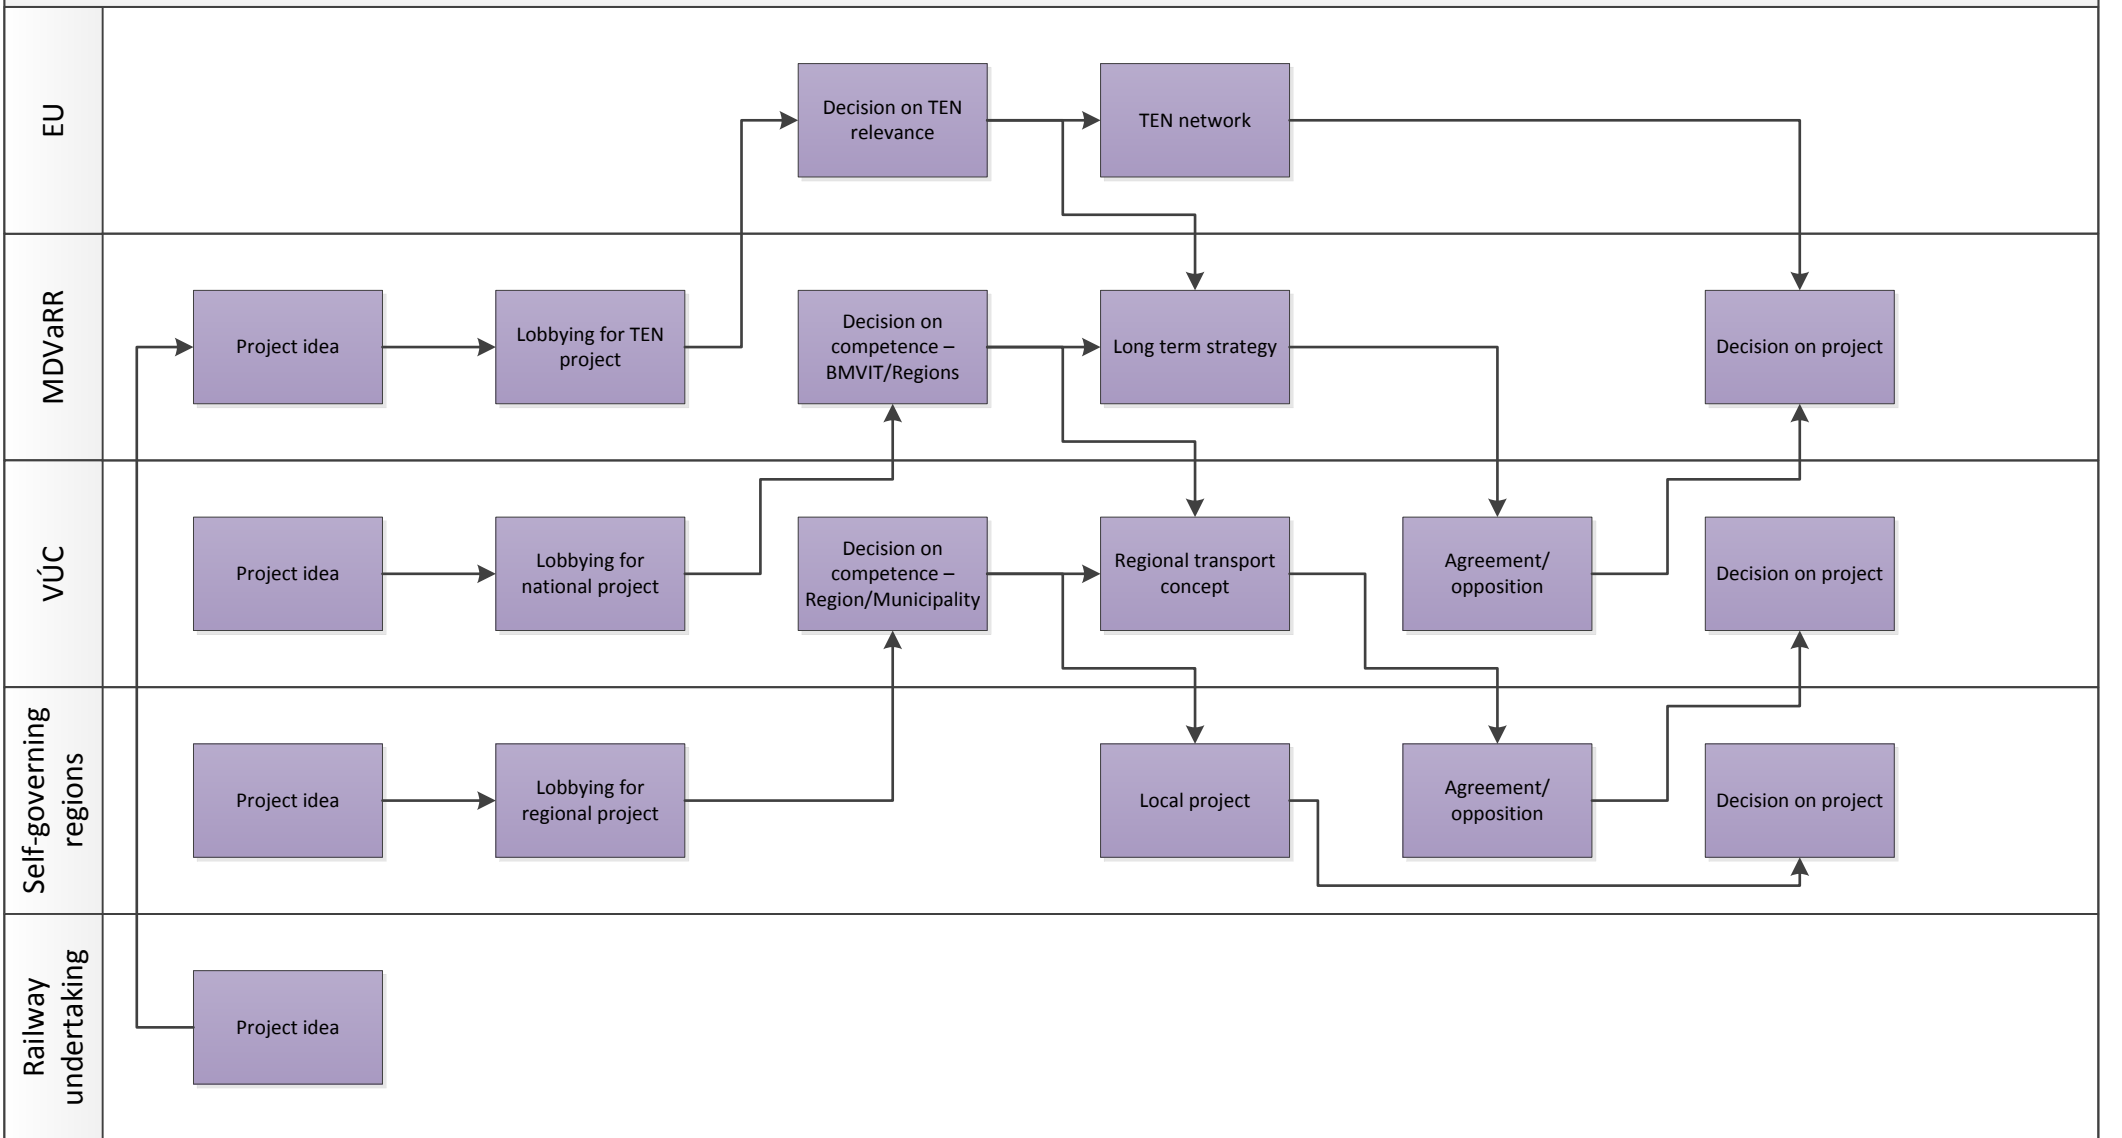 EU
Decision on TEN
relevance
TEN network
MDVaRR
Project idea
Lobbying for TEN
project
Decision on
competence –
BMVIT/Regions
Long term strategy
Decision on project
VÚC
Project idea
Lobbying for
national project
Decision on
competence –
Region/Municipality
Regional transport
concept
Agreement/
opposition
Decision on project
Self-governing
regions
Project idea
Lobbying for
regional project
Local project
Agreement/
opposition
Decision on project
Railway
undertaking
Project idea